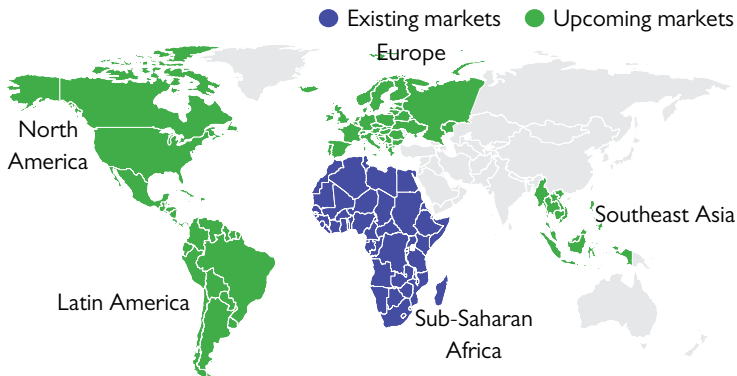 Existing markets
Upcoming markets
Europe
North
America
Southeast Asia
Latin America
Sub-Saharan
Africa